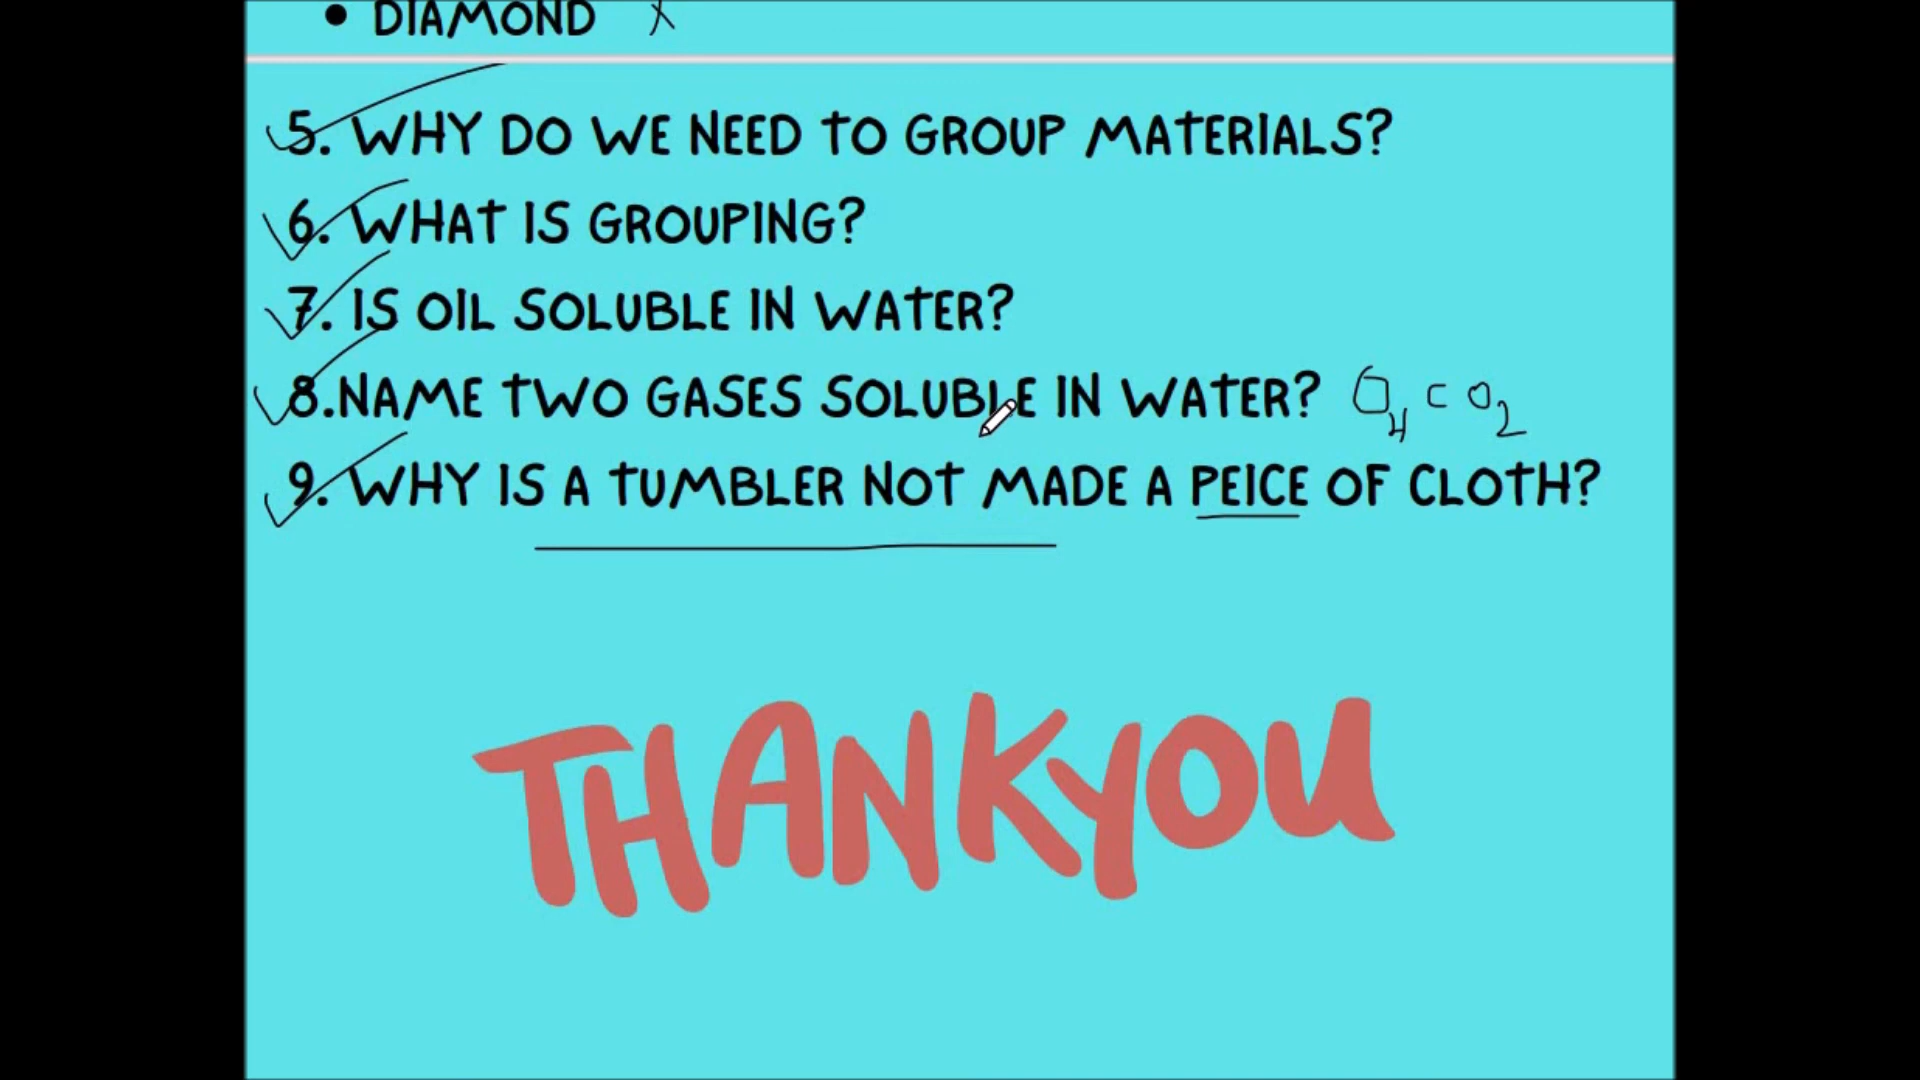 • DIAMOND X
5. WHY DO WE NEED TO GROUP MATERIALS?
6. WHAT IS GROUPING?
7. IS OIL SOLUBLE IN WATER?
8.NAME TWO GASES SOLUBLE IN WATER? CO2
9. WHY IS A TUMBLER NOT MADE A PEICE OF CLOTH?
THANKYOU